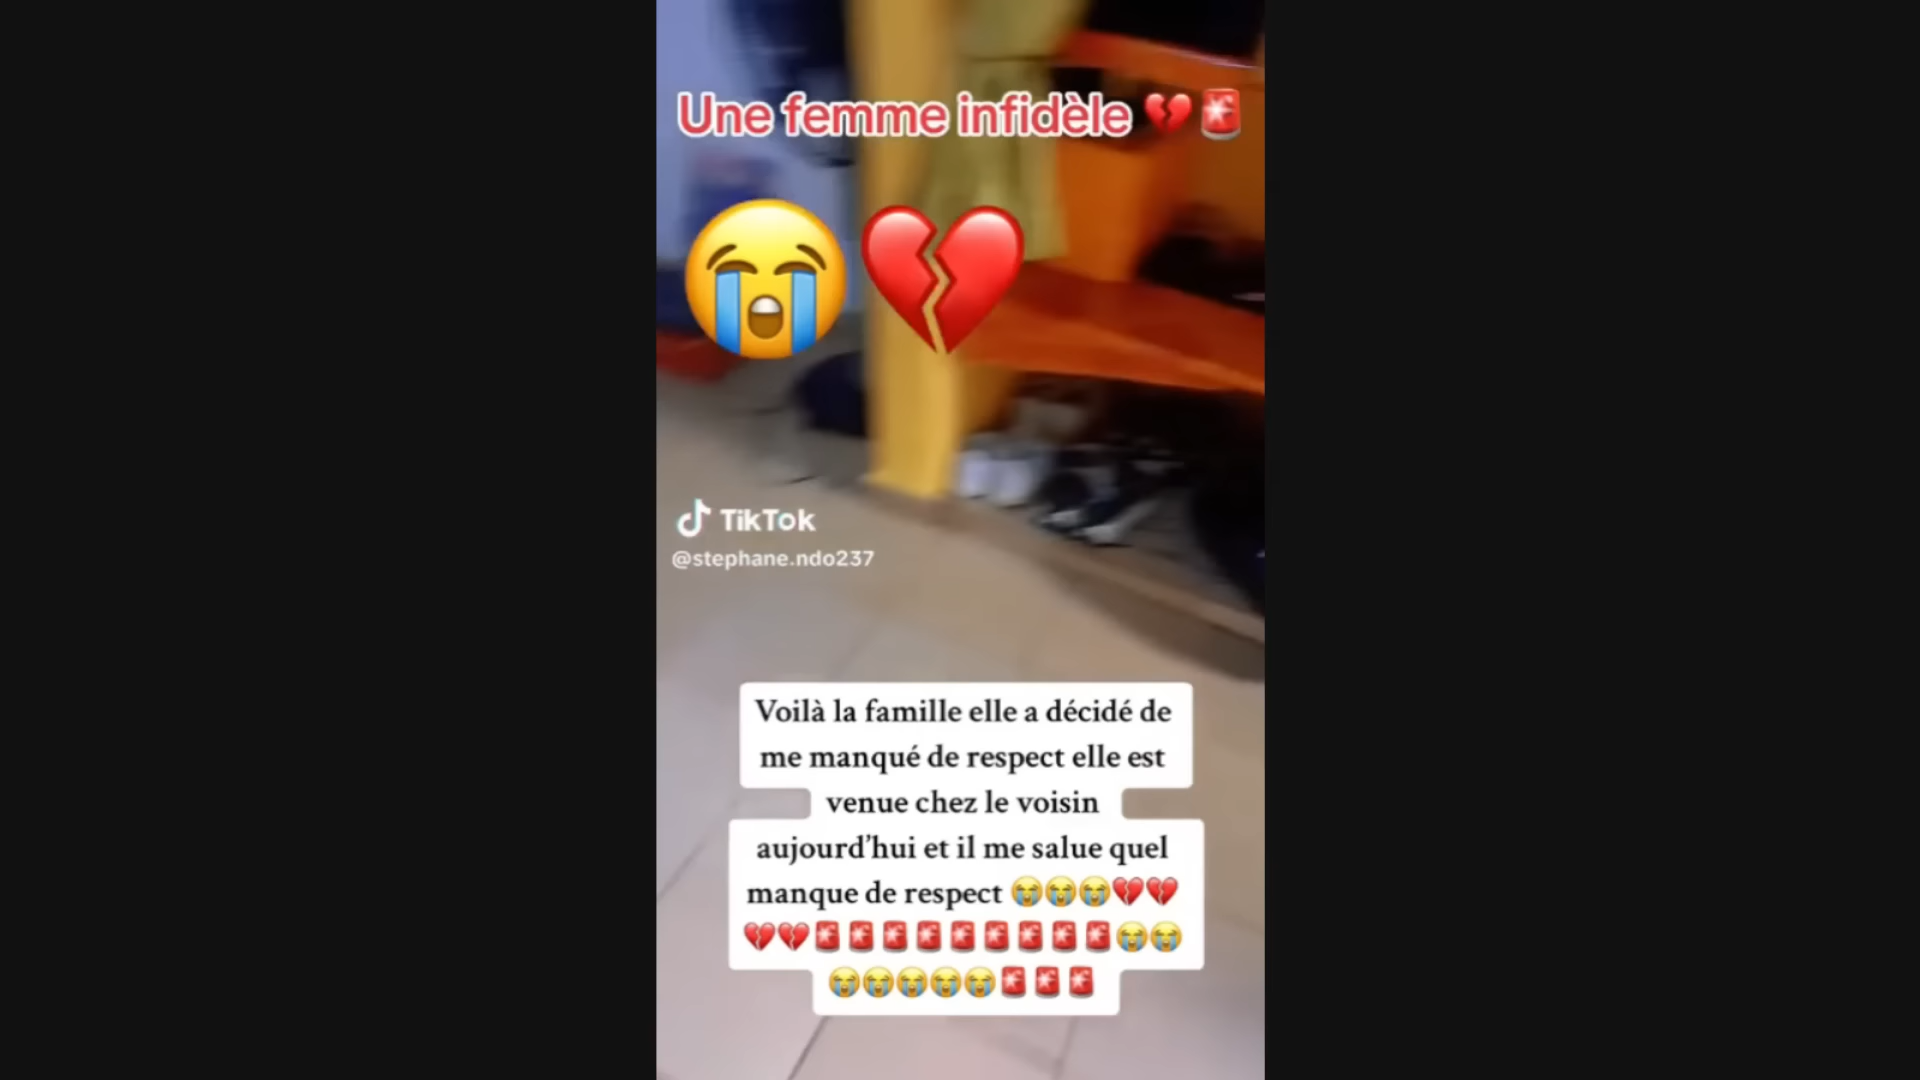 Une femme infidèle 💔🚨
😭💔
TikTok
@stephane.ndo237
Voilà la famille elle a décidé de
me manqué de respect elle est
venue chez le voisin
aujourd'hui et il me salue quel
manque de respect 😭😭😭💔💔
💔💔🚨🚨🚨🚨🚨🚨🚨🚨🚨😭😭
😭😭😭😭😭🚨🚨🚨